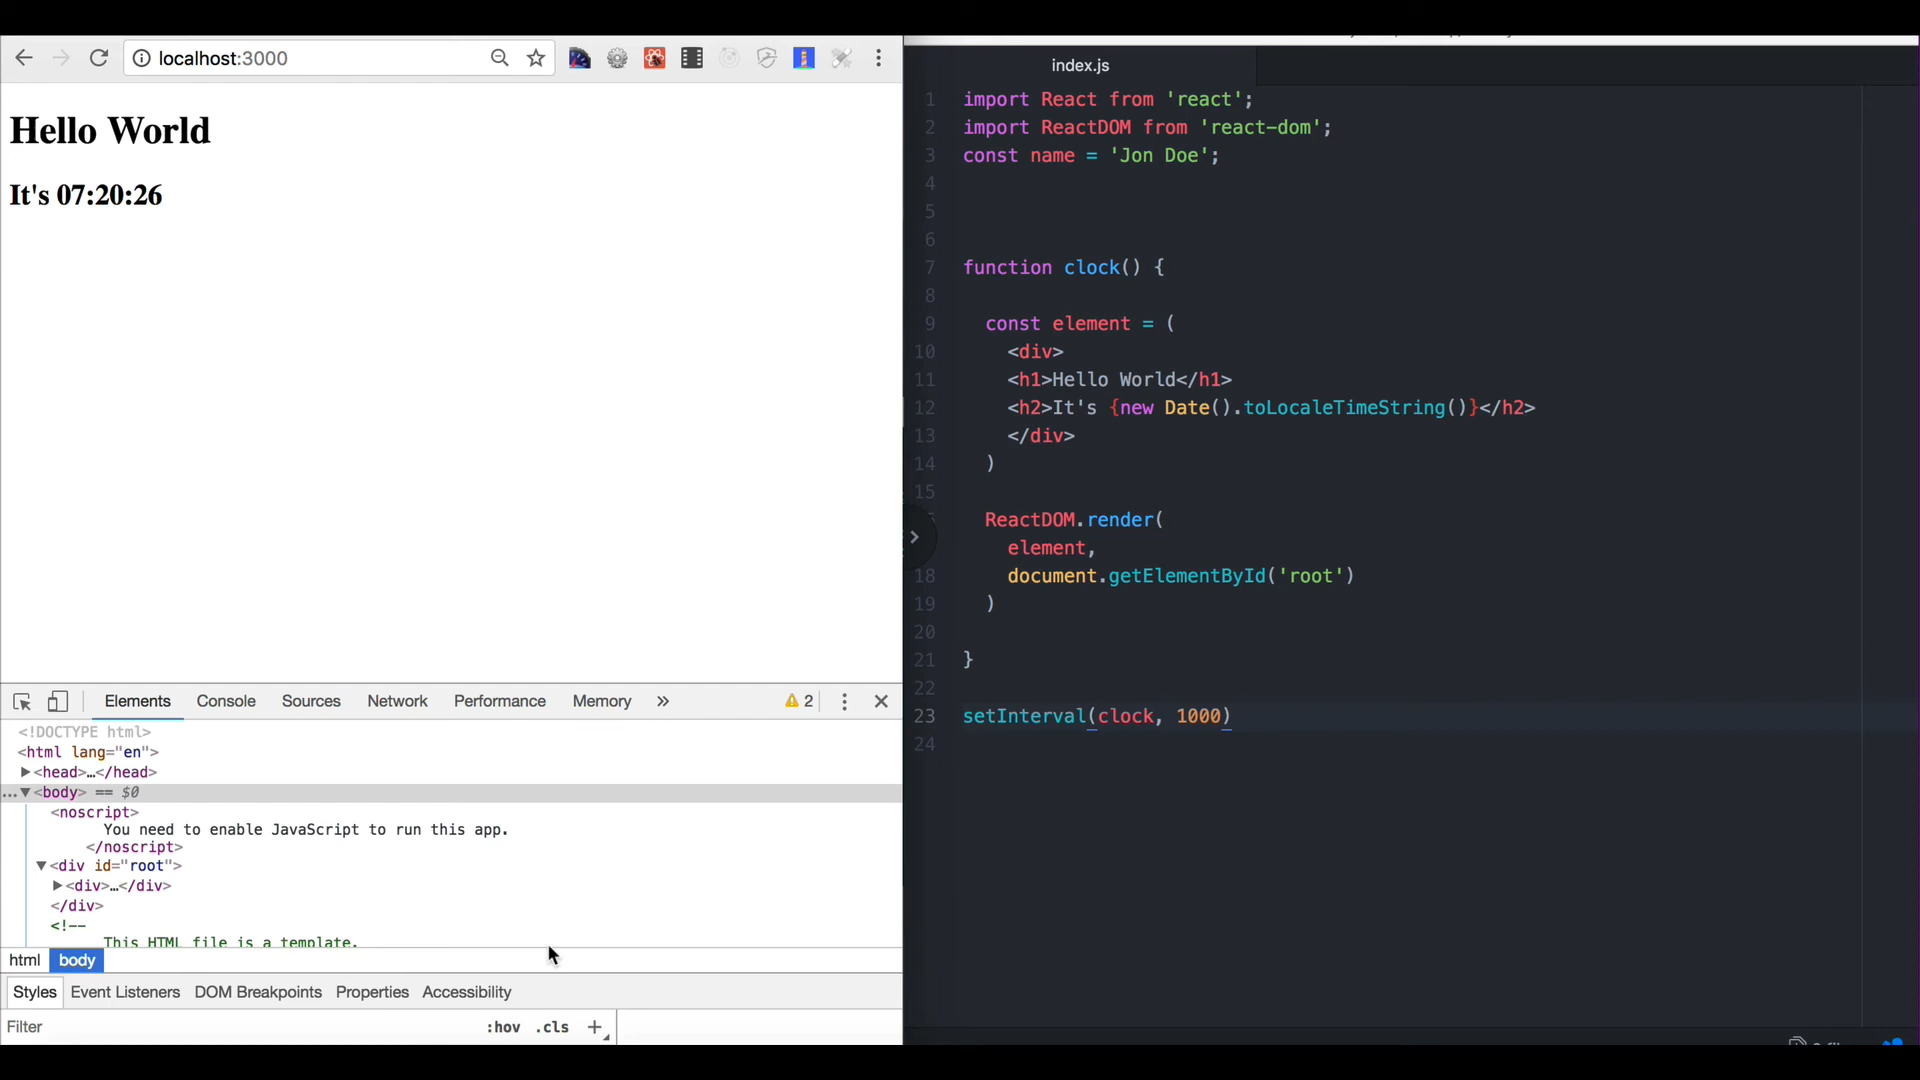 localhost:3000
Hello World
It's 07:20:26
Elements Console Sources Network Performance Memory » 2
<!DOCTYPE html>
<html lang="en">
<head>…</head>
…<body> == $0
<noscript>
You need to enable JavaScript to run this app.
</noscript>
<div id="root">
<div>…</div>
</div>
<!--
This HTML file is a template.
html body
Styles Event Listeners DOM Breakpoints Properties Accessibility
Filter :hov .cls +
index.js
1 import React from 'react';
2 import ReactDOM from 'react-dom';
3 const name = 'Jon Doe';
4
5
6
7 function clock() {
8
9 const element = (
10 <div>
11 <h1>Hello World</h1>
12 <h2>It's {new Date().toLocaleTimeString()}</h2>
13 </div>
14 )
15
ReactDOM.render(
element,
18 document.getElementById('root')
19 )
20
21 }
22
23 setInterval(clock, 1000)
24